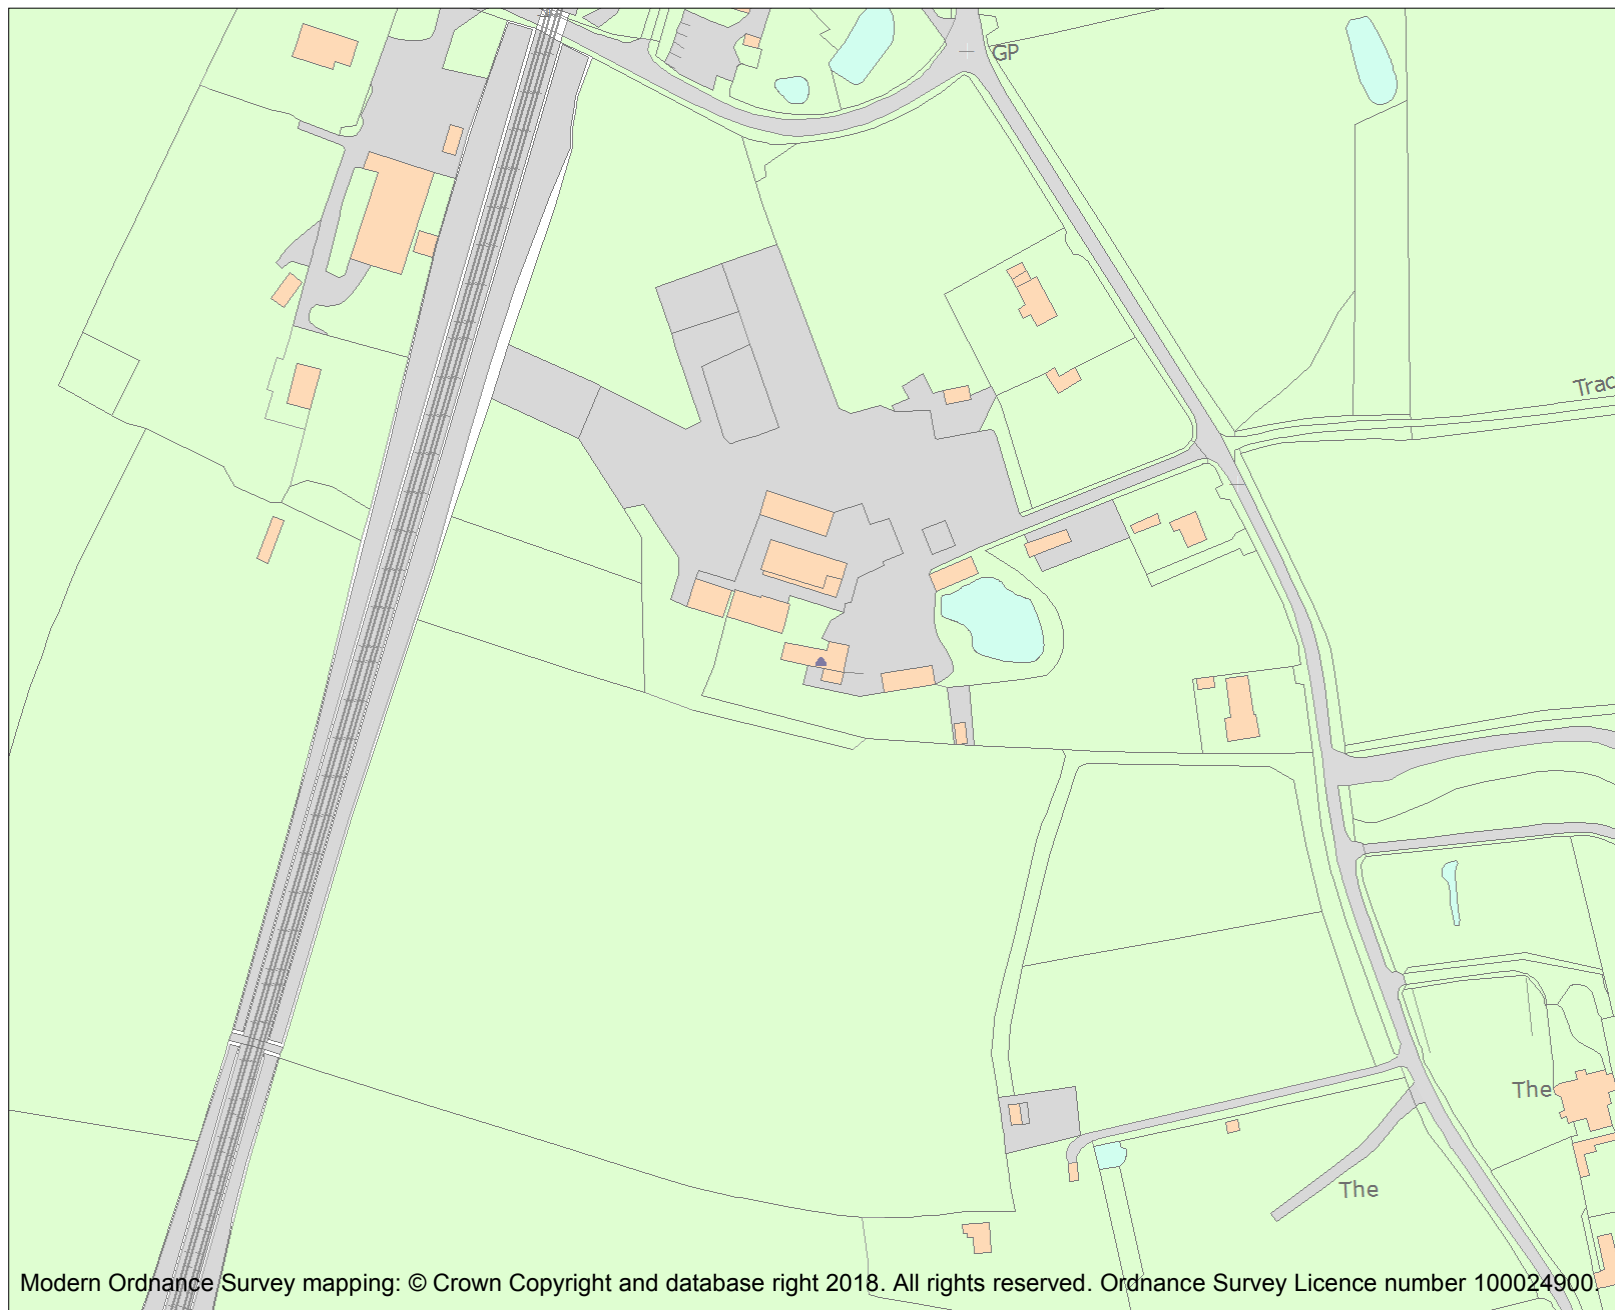 GP
Trac
The
The
Modern Ordnance Survey mapping: © Crown Copyright and database right 2018. All rights reserved. Ordnance Survey Licence number 100024900.